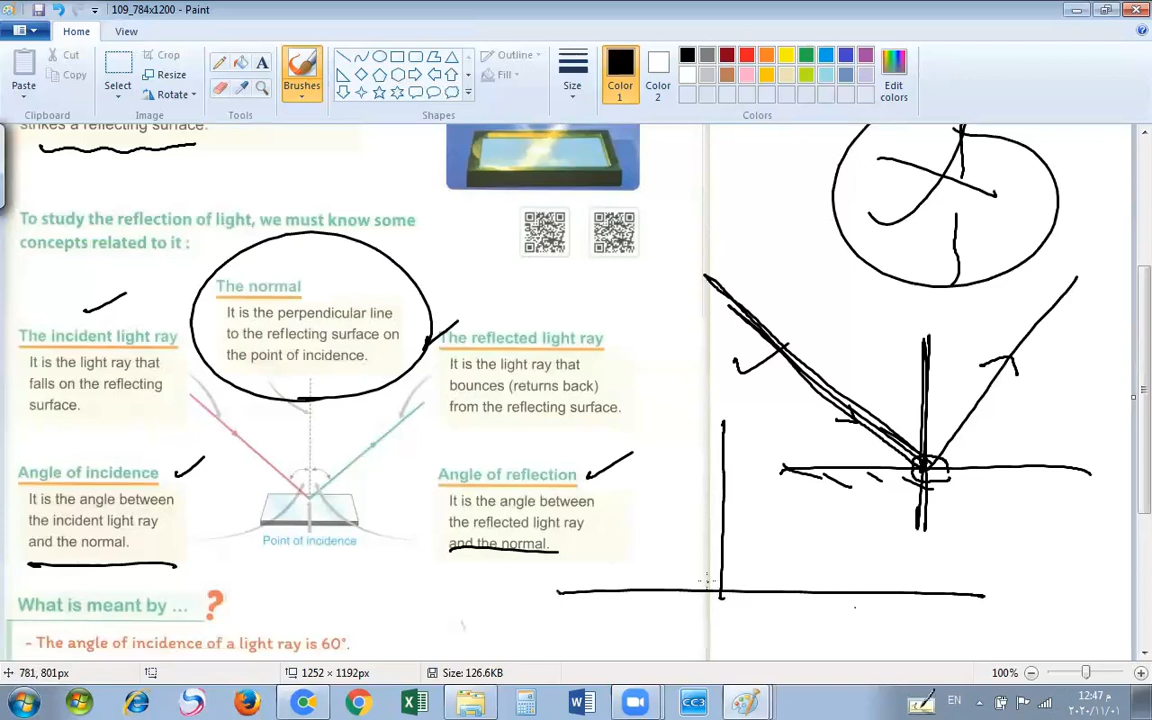 109_784x1200 - Paint
Home
View
Paste
Cut
Copy
Clipboard
Select
Crop
Resize
Rotate
Image
Tools
Brushes
Shapes
Outline
Fill
Size
Color 1
Color 2
Edit colors
Colors
strikes a reflecting surface.
To study the reflection of light, we must know some
concepts related to it :
The normal
It is the perpendicular line
to the reflecting surface on
the point of incidence.
The incident light ray
It is the light ray that
falls on the reflecting
surface.
The reflected light ray
It is the light ray that
bounces (returns back)
from the reflecting surface.
Angle of incidence
It is the angle between
the incident light ray
and the normal.
Angle of reflection
It is the angle between
the reflected light ray
and the normal.
Point of incidence
What is meant by ... ?
- The angle of incidence of a light ray is 60°.
781, 801px
1252 × 1192px
Size: 126.6KB
100%
CC3
EN
12:47 م
٢٠٢٠/١١/٠١